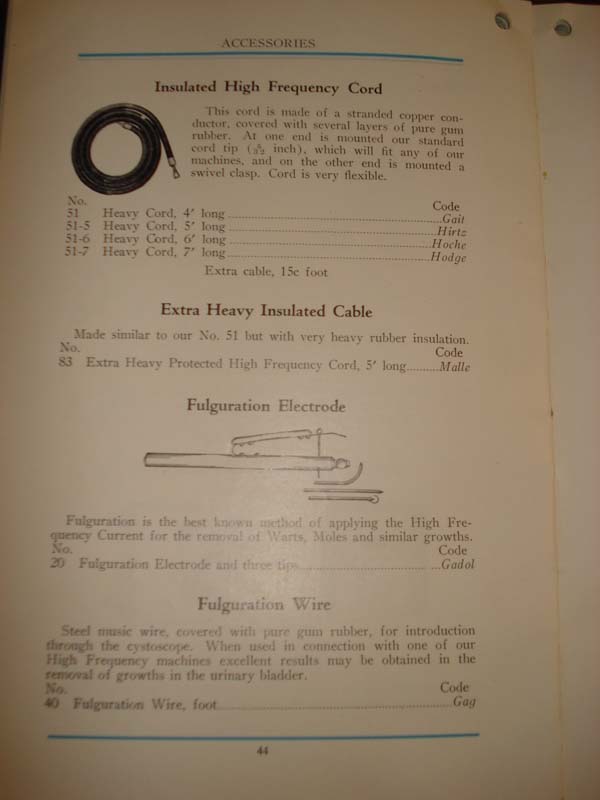 ACCESSORIES
Insulated High Frequency Cord
This cord is made of a stranded copper con-
ductor, covered with several layers of pure gum
rubber. At one end is mounted our standard
cord tip ( inch), which will fit any of our
machines, and on the other end is mounted a
swivel clasp. Cord is very flexible.
No. Code
51 Heavy Cord, 4' long Gait
51-5 Heavy Cord, 5' long Hirtz
51-6 Heavy Cord, 6' long Hoche
51-7 Heavy Cord, 7' long Hodge
Extra cable, 15c foot
Extra Heavy Insulated Cable
Made similar to our No. 51 but with very heavy rubber insulation.
No. Code
83 Extra Heavy Protected High Frequency Cord, 5' long Malle
Fulguration Electrode
Fulguration is the best known method of applying the High Fre-
quency Current for the removal of Warts, Moles and similar growths.
No. Code
20 Fulguration Electrode and three tips Gadol
Fulguration Wire
Steel music wire, covered with pure gum rubber, for introduction
through the cystoscope. When used in connection with one of our
High Frequency machines excellent results may be obtained in the
removal of growths in the urinary bladder.
No. Code
40 Fulguration Wire, foot Gag
44